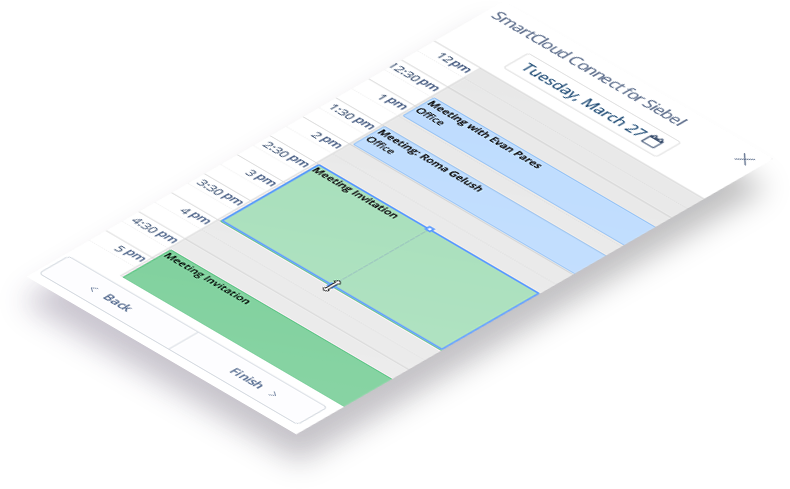 SmartCloud Connect for Siebel
Tuesday, March 27
12 pm
12:30 pm
1 pm
1:30 pm
2 pm
2:30 pm
3 pm
3:30 pm
4 pm
4:30 pm
5 pm
Meeting with Evan Pares
Office
Meeting. Roma Gelush
Office
Meeting Invitation
Meeting Invitation
< Back
Finish >